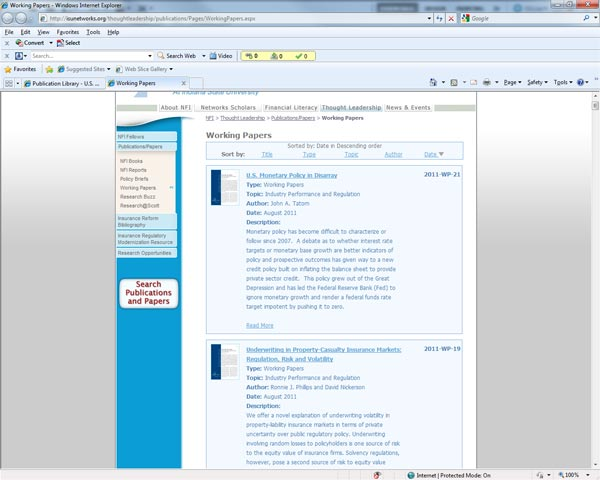 Working Papers - Windows Internet Explorer
http://isunetworks.org/thoughtleadership/publications/Pages/WorkingPapers.aspx
Google
File Edit View Favorites Tools Help
Convert Select
Search... Search Web Video 0 0 0
Favorites Suggested Sites Web Slice Gallery
Publication Library - U.S. ... Working Papers
Page Safety Tools
At Indiana State University
About NFI Networks Scholars Financial Literacy Thought Leadership News & Events
NFI > Thought Leadership > Publications/Papers > Working Papers
NFI Fellows
Publications/Papers
NFI Books
NFI Reports
Policy Briefs
Working Papers
Research Buzz
Research@Scott
Insurance Reform
Bibliography
Insurance Regulatory
Modernization Resource
Research Opportunities
Search
Publications
and Papers
Working Papers
Sorted by: Date in Descending order
Sort by: Title Type Topic Author Date
U.S. Monetary Policy in Disarray 2011-WP-21
Type: Working Papers
Topic: Industry Performance and Regulation
Author: John A. Tatom
Date: August 2011
Description:
Monetary policy has become difficult to characterize or
follow since 2007. A debate as to whether interest rate
targets or monetary base growth are better indicators of
policy and prospective outcomes has given way to a new
credit policy built on inflating the balance sheet to provide
private sector credit. This policy grew out of the Great
Depression and has led the Federal Reserve Bank (Fed) to
ignore monetary growth and render a federal funds rate
target impotent by pushing it to zero.
Read More
Underwriting in Property-Casualty Insurance Markets: 2011-WP-19
Regulation, Risk and Volatility
Type: Working Papers
Topic: Industry Performance and Regulation
Author: Ronnie J. Phillips and David Nickerson
Date: August 2011
Description:
We offer a novel explanation of underwriting volatility in
property-liability insurance markets in terms of private
uncertainty over public regulatory policy. Underwriting
involving random losses to policyholders is one source of risk
to the equity value of insurance firms. Solvency regulations,
however, pose a second source of risk to equity value
Internet | Protected Mode: On 100%